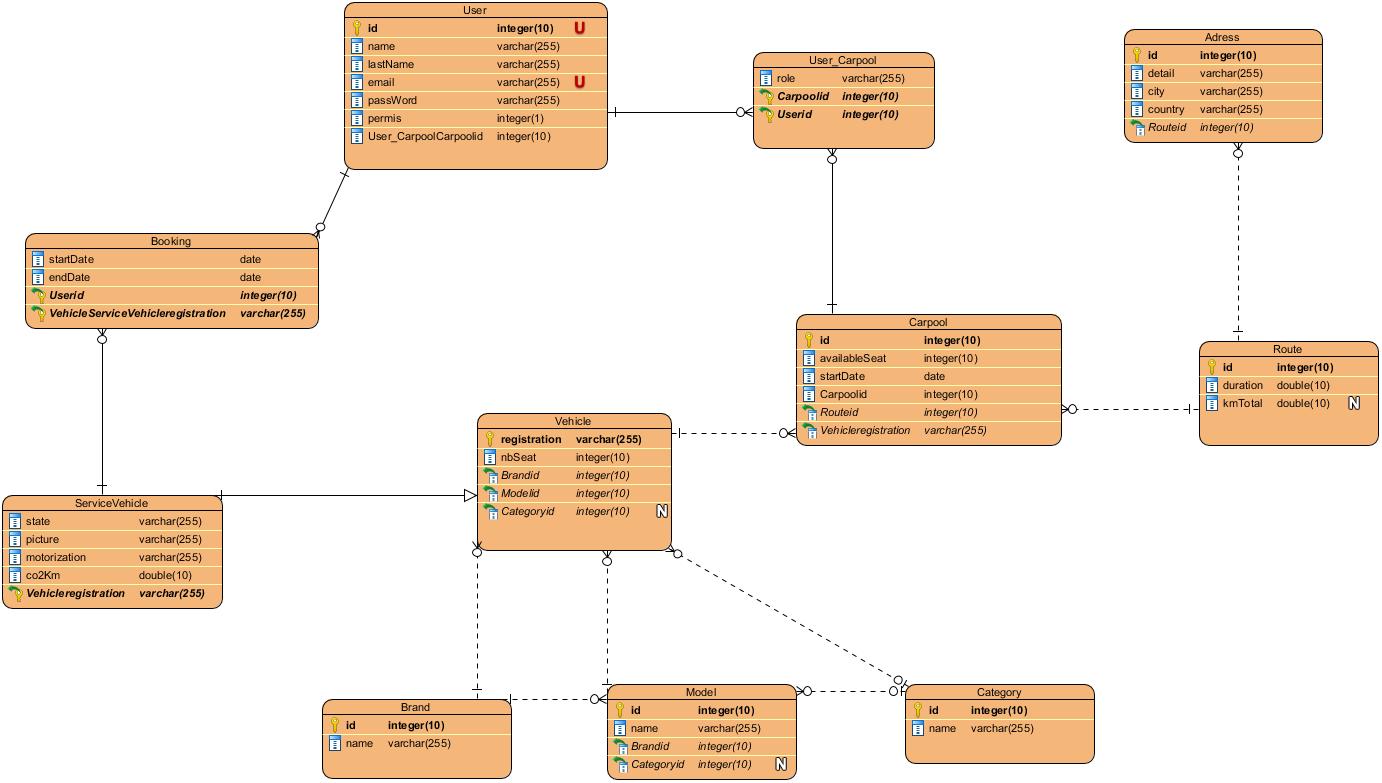 User
id integer(10) U
name varchar(255)
lastName varchar(255)
email varchar(255) U
passWord varchar(255)
permis integer(1)
User_CarpoolCarpoolid integer(10)
User_Carpool
role varchar(255)
Carpoolid integer(10)
Userid integer(10)
Adress
id integer(10)
detail varchar(255)
city varchar(255)
country varchar(255)
Routeid integer(10)
Booking
startDate date
endDate date
Userid integer(10)
VehicleServiceVehicleregistration varchar(255)
Carpool
id integer(10)
availableSeat integer(10)
startDate date
Carpoolid integer(10)
Routeid integer(10)
Vehicleregistration varchar(255)
Route
id integer(10)
duration double(10)
kmTotal double(10) N
Vehicle
registration varchar(255)
nbSeat integer(10)
Brandid integer(10)
Modelid integer(10)
Categoryid integer(10) N
ServiceVehicle
state varchar(255)
picture varchar(255)
motorization varchar(255)
co2Km double(10)
Vehicleregistration varchar(255)
Brand
id integer(10)
name varchar(255)
Model
id integer(10)
name varchar(255)
Brandid integer(10)
Categoryid integer(10) N
Category
id integer(10)
name varchar(255)